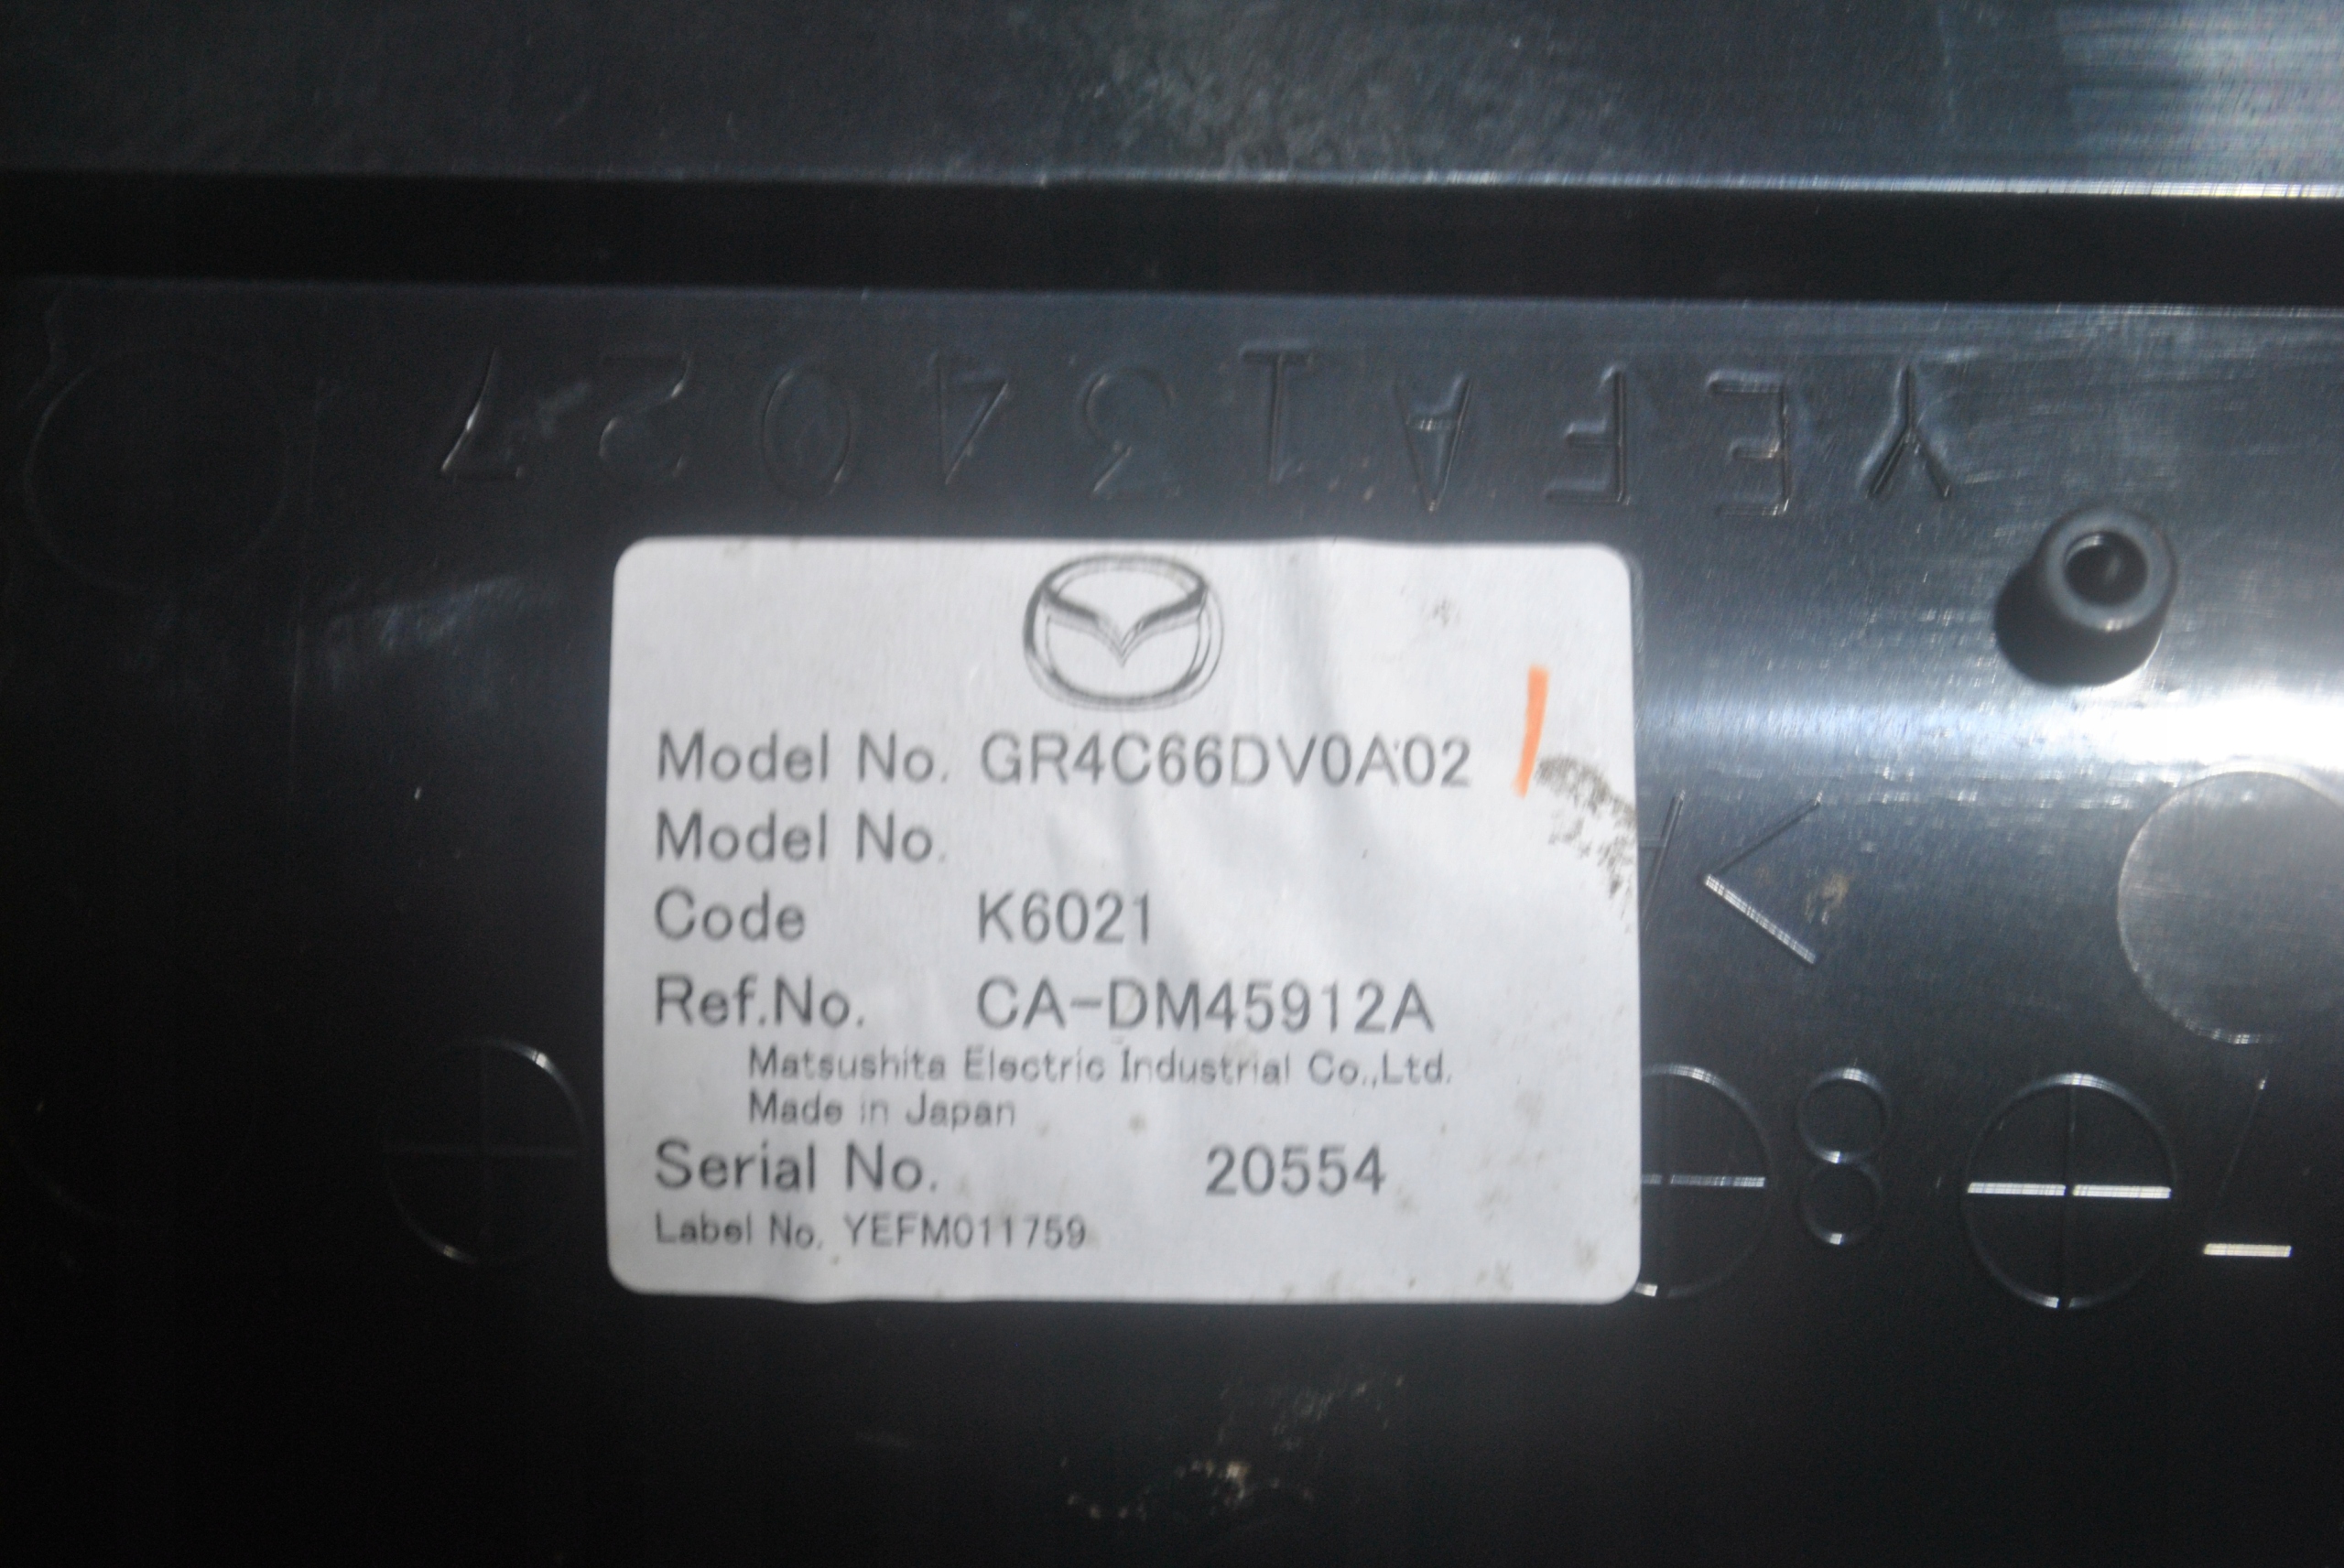 YEFA134027
Model No. GR4C66DV0A02
Model No.
Code K6021
Ref.No. CA-DM45912A
Matsushita Electric Industrial Co.,Ltd.
Made in Japan
Serial No. 20554
Label No. YEFM011759